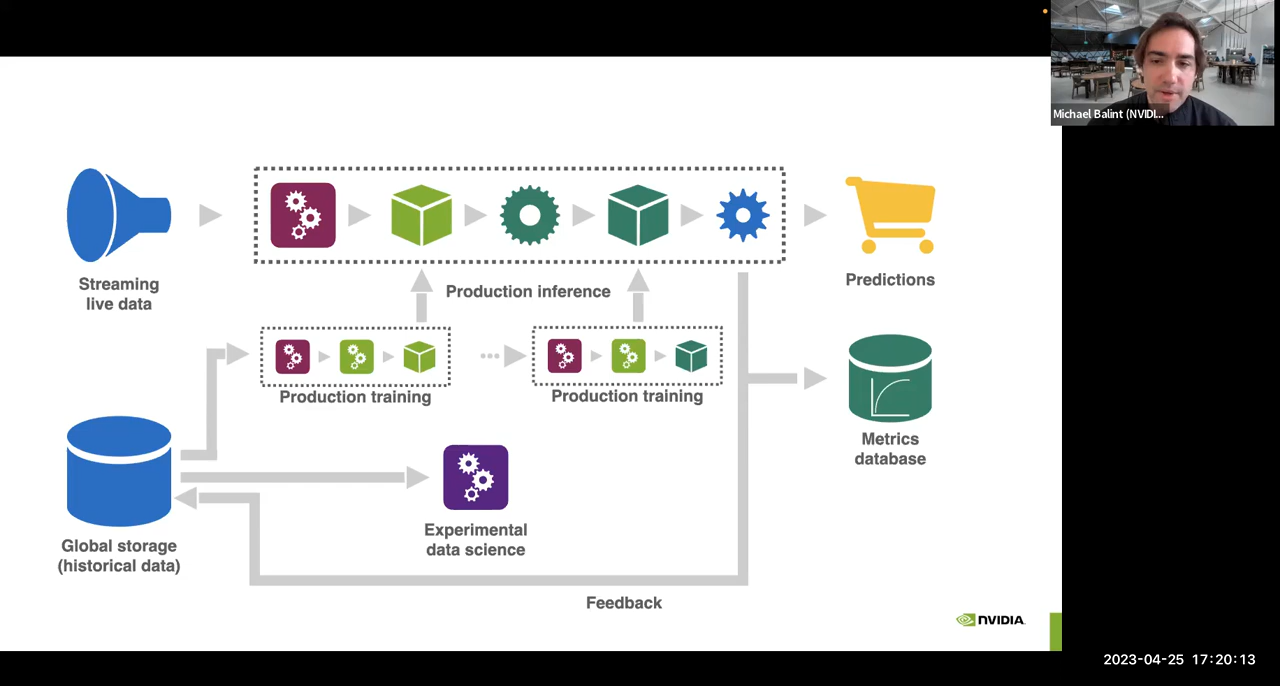 Michael Balint (NVIDI...
Streaming
live data
Production inference
Predictions
Production training
Production training
Metrics
database
Global storage
(historical data)
Experimental
data science
Feedback
NVIDIA
2023-04-25 17:20:13